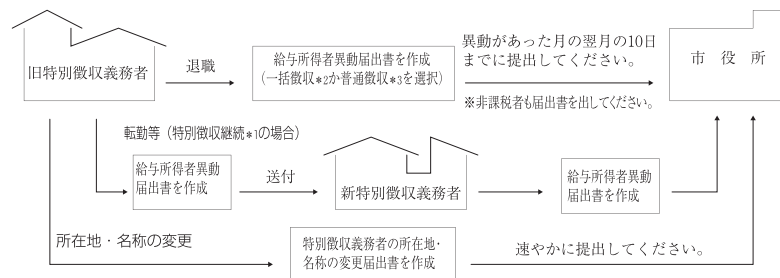 旧特別徴収義務者
退職
給与所得者異動届出書を作成
(一括徴収*2か普通徴収*3を選択)
異動があった月の翌月の10日
までに提出してください。
※非課税者も届出書を出してください。
市役所
転勤等（特別徴収継続*1の場合）
給与所得者異動
届出書を作成
送付
新特別徴収義務者
給与所得者異動
届出書を作成
所在地・名称の変更
特別徴収義務者の所在地・
名称の変更届出書を作成
速やかに提出してください。